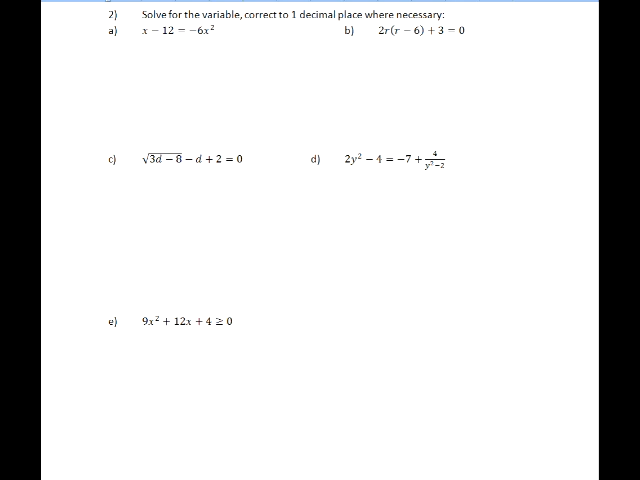 2) Solve for the variable, correct to 1 decimal place where necessary:
a) x − 12 = −6x² b) 2r(r − 6) + 3 = 0
c) √(3d − 8) − d + 2 = 0 d) 2y² − 4 = −7 + 4/(y²−2)
e) 9x² + 12x + 4 ≥ 0